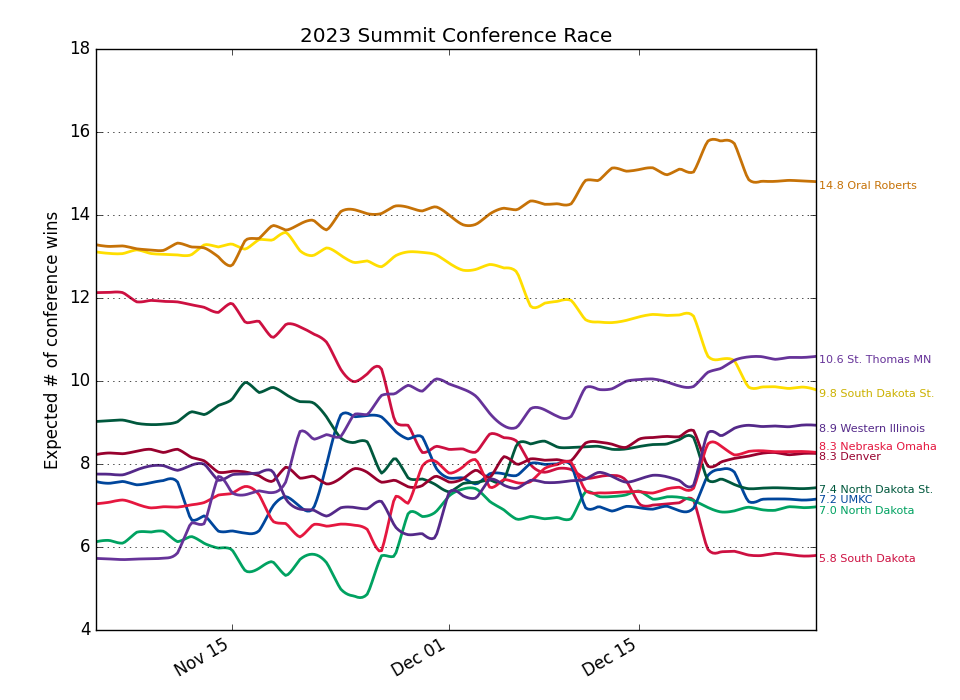 2023 Summit Conference Race
Expected # of conference wins
18
16
14
12
10
8
6
4
Nov 15
Dec 01
Dec 15
14.8 Oral Roberts
10.6 St. Thomas MN
9.8 South Dakota St.
8.9 Western Illinois
8.3 Nebraska Omaha
8.3 Denver
7.4 North Dakota St.
7.2 UMKC
7.0 North Dakota
5.8 South Dakota